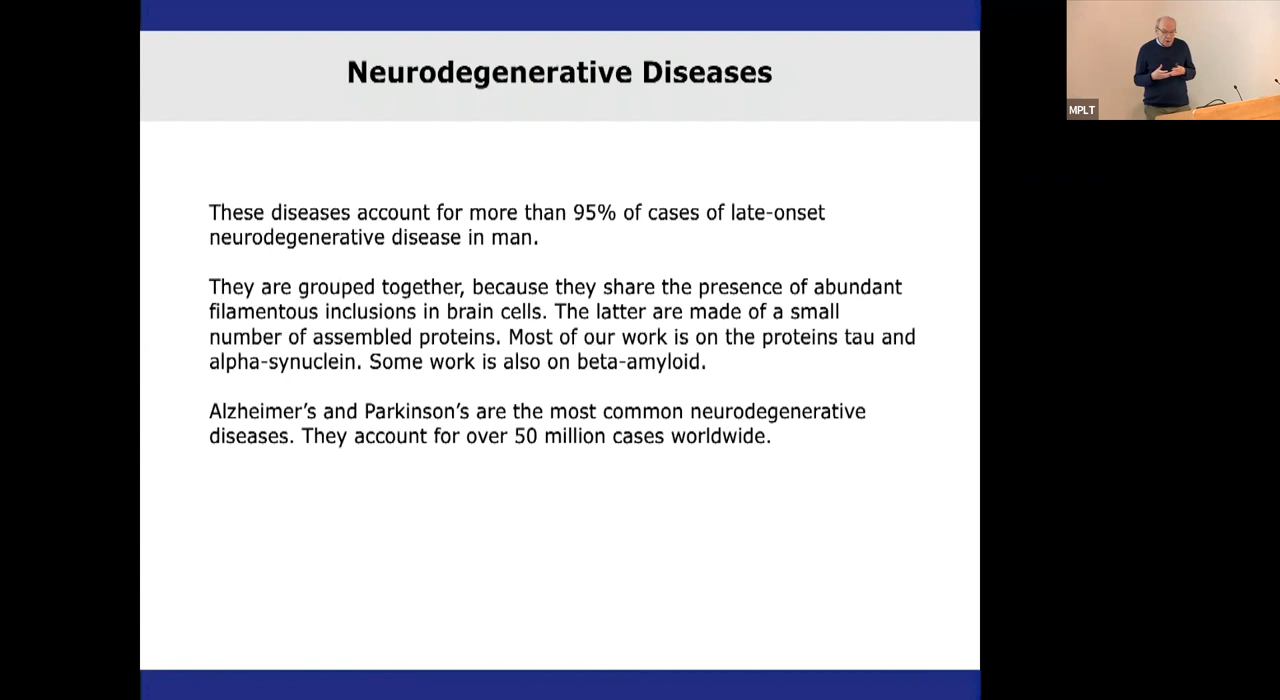 Neurodegenerative Diseases
MPLT
These diseases account for more than 95% of cases of late-onset
neurodegenerative disease in man.
They are grouped together, because they share the presence of abundant
filamentous inclusions in brain cells. The latter are made of a small
number of assembled proteins. Most of our work is on the proteins tau and
alpha-synuclein. Some work is also on beta-amyloid.
Alzheimer’s and Parkinson’s are the most common neurodegenerative
diseases. They account for over 50 million cases worldwide.